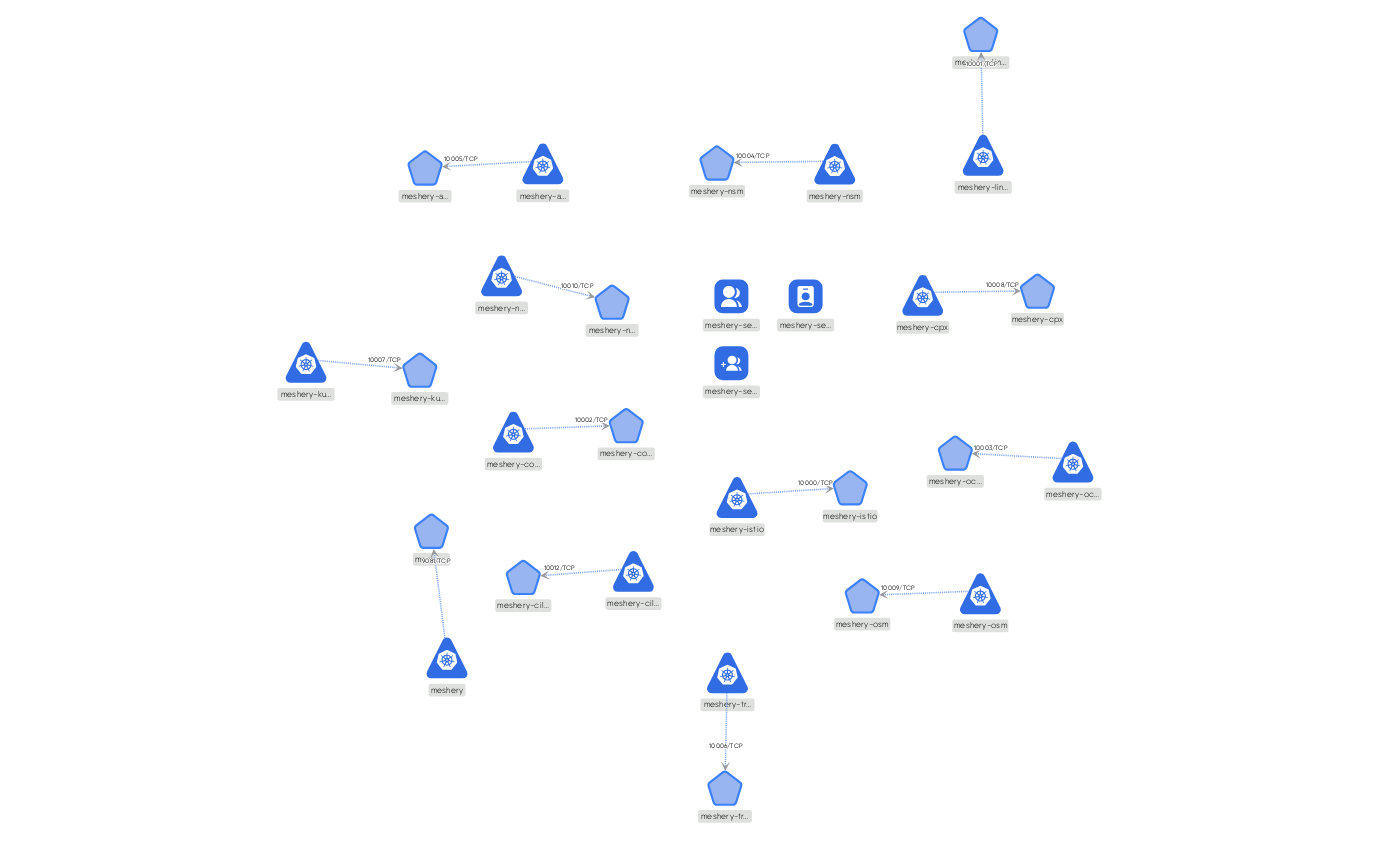 meshery-lin...
10005/TCP
meshery-a...
meshery-a...
10004/TCP
meshery-nsm
meshery-nsm
meshery-lin...
10010/TCP
meshery-n...
meshery-n...
meshery-se...
meshery-se...
10008/TCP
meshery-cpx
meshery-cpx
10007/TCP
meshery-ku...
meshery-ku...
meshery-se...
10002/TCP
meshery-co...
meshery-co...
10003/TCP
meshery-oc...
meshery-oc...
10000/TCP
meshery-istio
meshery-istio
9081/TCP
10012/TCP
meshery-cil...
meshery-cil...
10009/TCP
meshery-osm
meshery-osm
meshery
meshery-tr...
10006/TCP
meshery-tr...